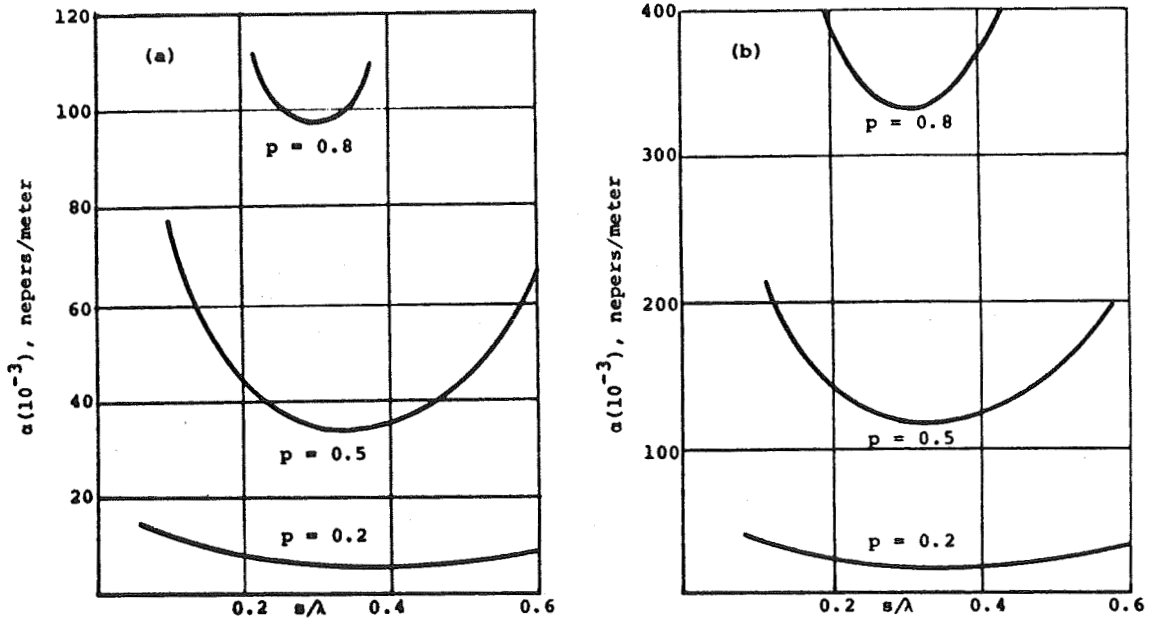 120
(a)
100
p = 0.8
80
60
40
p = 0.5
20
p = 0.2
0.2
s/λ
0.4
0.6
α(10⁻³), nepers/meter
400
(b)
p = 0.8
300
200
p = 0.5
100
p = 0.2
0.2
s/λ
0.4
0.6
α(10⁻³), nepers/meter